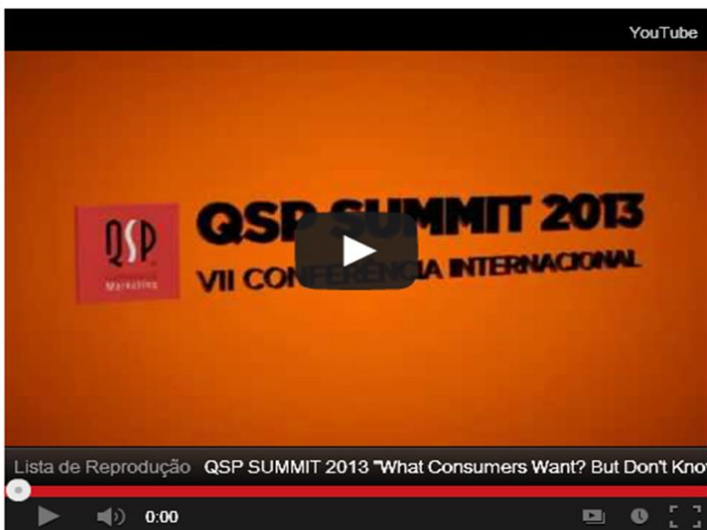 YouTube
QSP SUMMIT 2013
VII CONFERÊNCIA INTERNACIONAL
QSP
Marketing
Lista de Reprodução QSP SUMMIT 2013 "What Consumers Want? But Don't Kno
0:00